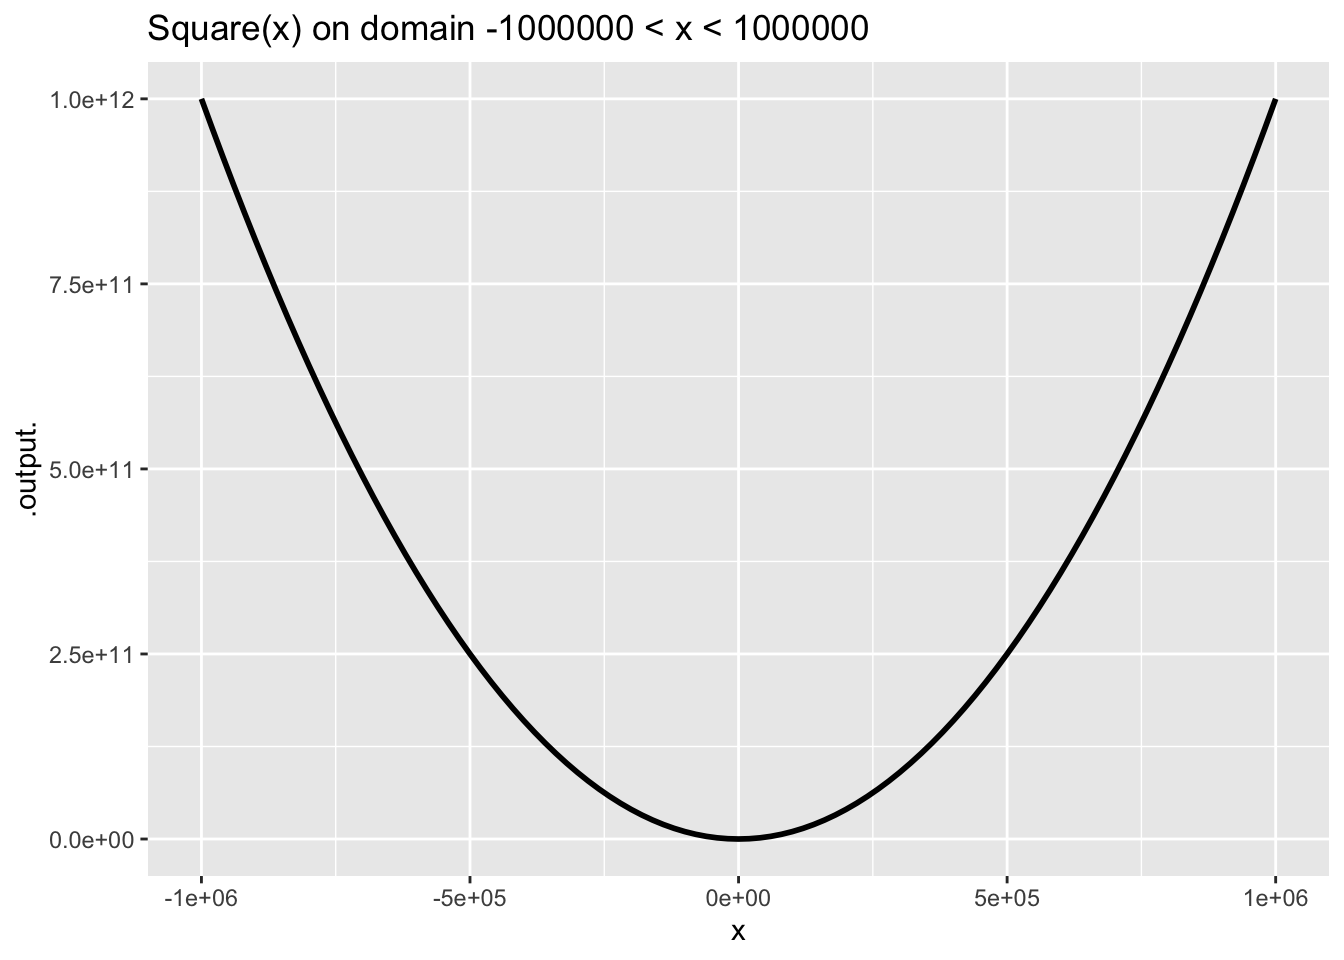 Square(x) on domain -1000000 < x < 1000000
1.0e+12
7.5e+11
5.0e+11
2.5e+11
0.0e+00
.output.
-1e+06
-5e+05
0e+00
5e+05
1e+06
x